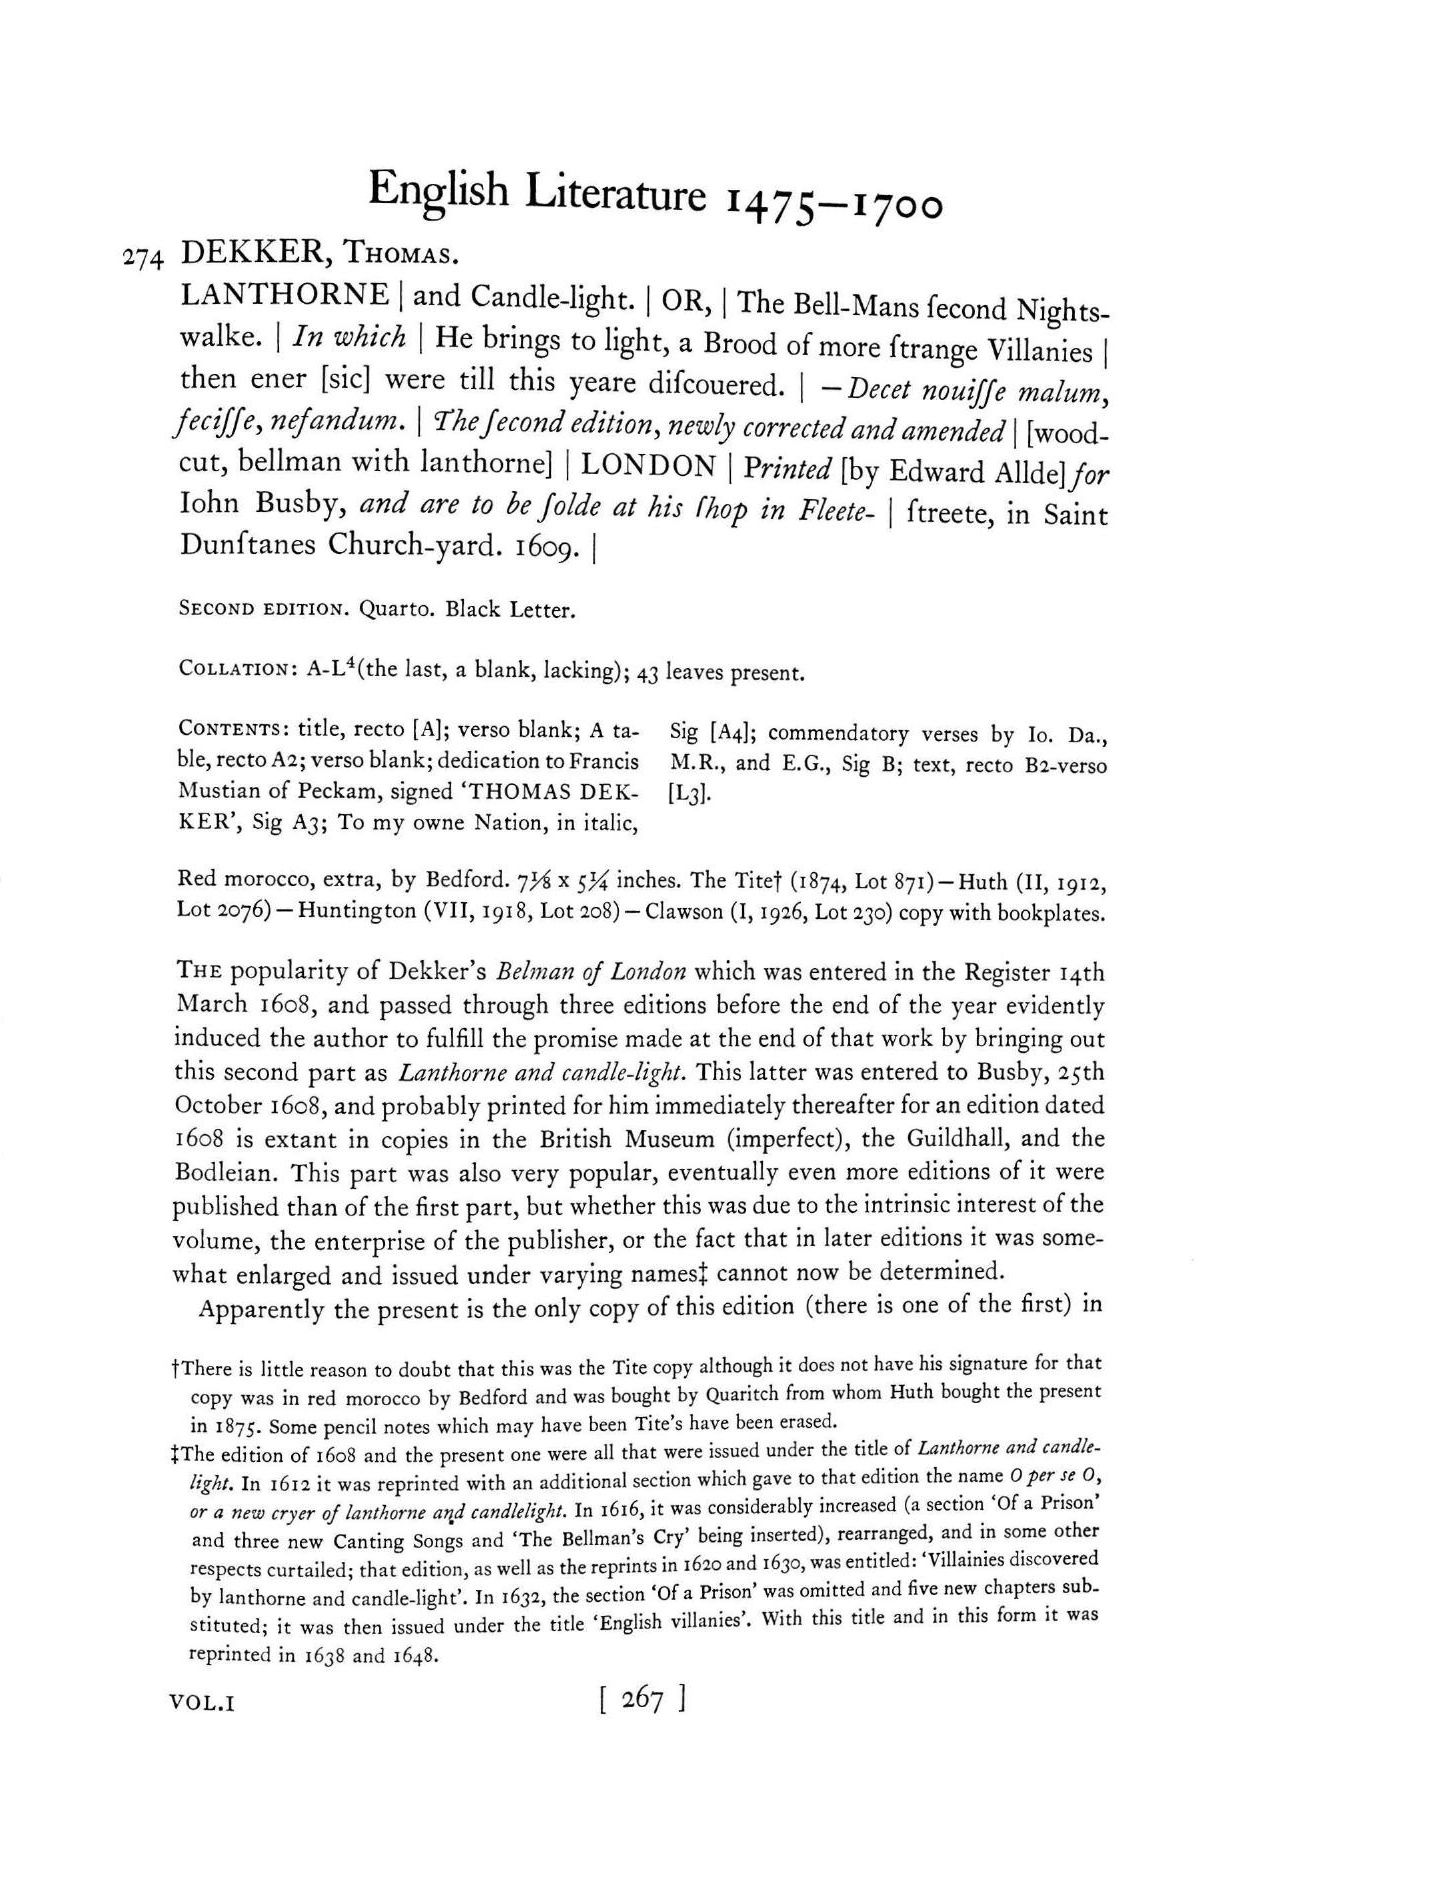 English Literature 1475—1700
274 DEKKER, THOMAS.
LANTHORNE | and Candle-light. | OR, | The Bell-Mans ſecond Nights-
walke. | In which | He brings to light, a Brood of more ſtrange Villanies |
then ener [sic] were till this yeare diſcouered. | —Decet nouiſſe malum,
feciſſe, nefandum. | The ſecond edition, newly corrected and amended | [wood-
cut, bellman with lanthorne] | LONDON | Printed [by Edward Allde] for
Iohn Busby, and are to be ſolde at his ſhop in Fleete- | ſtreete, in Saint
Dunſtanes Church-yard. 1609. |
SECOND EDITION. Quarto. Black Letter.
COLLATION: A-L⁴(the last, a blank, lacking); 43 leaves present.
CONTENTS: title, recto [A]; verso blank; A ta-
ble, recto A2; verso blank; dedication to Francis
Mustian of Peckam, signed ‘THOMAS DEK-
KER’, Sig A3; To my owne Nation, in italic,
Sig [A4]; commendatory verses by Io. Da.,
M.R., and E.G., Sig B; text, recto B2-verso
[L3].
Red morocco, extra, by Bedford. 7⅛ x 5¼ inches. The Tite† (1874, Lot 871)—Huth (II, 1912,
Lot 2076)—Huntington (VII, 1918, Lot 208)—Clawson (I, 1926, Lot 230) copy with bookplates.
THE popularity of Dekker's Belman of London which was entered in the Register 14th
March 1608, and passed through three editions before the end of the year evidently
induced the author to fulfill the promise made at the end of that work by bringing out
this second part as Lanthorne and candle-light. This latter was entered to Busby, 25th
October 1608, and probably printed for him immediately thereafter for an edition dated
1608 is extant in copies in the British Museum (imperfect), the Guildhall, and the
Bodleian. This part was also very popular, eventually even more editions of it were
published than of the first part, but whether this was due to the intrinsic interest of the
volume, the enterprise of the publisher, or the fact that in later editions it was some-
what enlarged and issued under varying names‡ cannot now be determined.
Apparently the present is the only copy of this edition (there is one of the first) in
†There is little reason to doubt that this was the Tite copy although it does not have his signature for that
copy was in red morocco by Bedford and was bought by Quaritch from whom Huth bought the present
in 1875. Some pencil notes which may have been Tite's have been erased.
‡The edition of 1608 and the present one were all that were issued under the title of Lanthorne and candle-
light. In 1612 it was reprinted with an additional section which gave to that edition the name O per se O,
or a new cryer of lanthorne and candlelight. In 1616, it was considerably increased (a section ‘Of a Prison’
and three new Canting Songs and ‘The Bellman's Cry’ being inserted), rearranged, and in some other
respects curtailed; that edition, as well as the reprints in 1620 and 1630, was entitled: ‘Villainies discovered
by lanthorne and candle-light’. In 1632, the section ‘Of a Prison’ was omitted and five new chapters sub-
stituted; it was then issued under the title ‘English villanies’. With this title and in this form it was
reprinted in 1638 and 1648.
VOL.I [ 267 ]